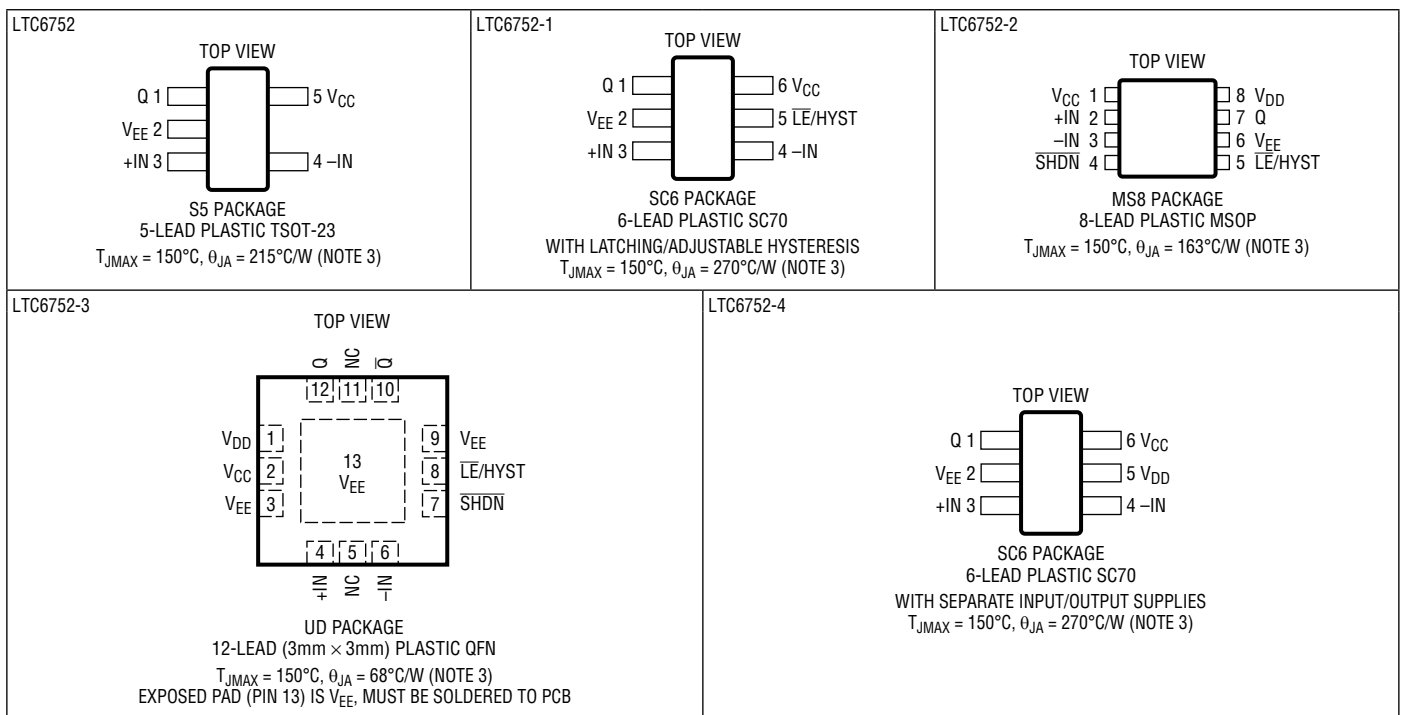 LTC6752
TOP VIEW
Q 1
VEE 2
+IN 3
5 VCC
4 –IN
S5 PACKAGE
5-LEAD PLASTIC TSOT-23
TJMAX = 150°C, θJA = 215°C/W (NOTE 3)
LTC6752-1
TOP VIEW
Q 1
VEE 2
+IN 3
6 VCC
5 L̅E̅/HYST
4 –IN
SC6 PACKAGE
6-LEAD PLASTIC SC70
WITH LATCHING/ADJUSTABLE HYSTERESIS
TJMAX = 150°C, θJA = 270°C/W (NOTE 3)
LTC6752-2
TOP VIEW
VCC 1
+IN 2
–IN 3
S̅H̅D̅N̅ 4
8 VDD
7 Q
6 VEE
5 L̅E̅/HYST
MS8 PACKAGE
8-LEAD PLASTIC MSOP
TJMAX = 150°C, θJA = 163°C/W (NOTE 3)
LTC6752-3
TOP VIEW
Q NC Q̅
12 11 10
VDD 1
VCC 2
VEE 3
13
VEE
9 VEE
8 L̅E̅/HYST
7 S̅H̅D̅N̅
4 5 6
+IN NC –IN
UD PACKAGE
12-LEAD (3mm × 3mm) PLASTIC QFN
TJMAX = 150°C, θJA = 68°C/W (NOTE 3)
EXPOSED PAD (PIN 13) IS VEE, MUST BE SOLDERED TO PCB
LTC6752-4
TOP VIEW
Q 1
VEE 2
+IN 3
6 VCC
5 VDD
4 –IN
SC6 PACKAGE
6-LEAD PLASTIC SC70
WITH SEPARATE INPUT/OUTPUT SUPPLIES
TJMAX = 150°C, θJA = 270°C/W (NOTE 3)